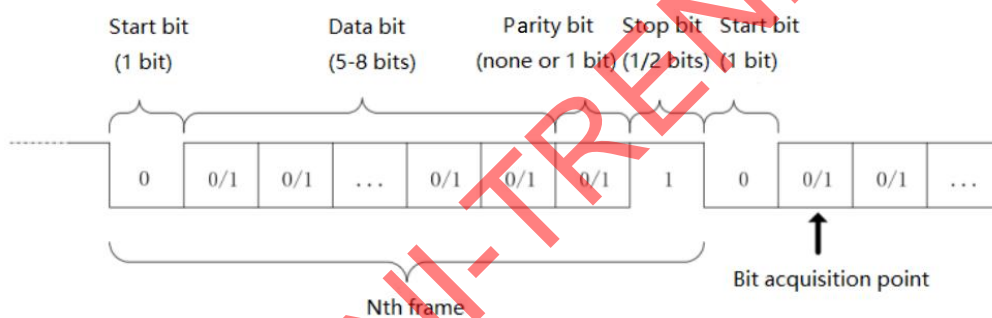 Start bit Data bit Parity bit Stop bit Start bit
(1 bit) (5-8 bits) (none or 1 bit) (1/2 bits) (1 bit)
0 0/1 0/1 ... 0/1 0/1 0/1 1 0 0/1 0/1 ...
Bit acquisition point
Nth frame
NI-TREN